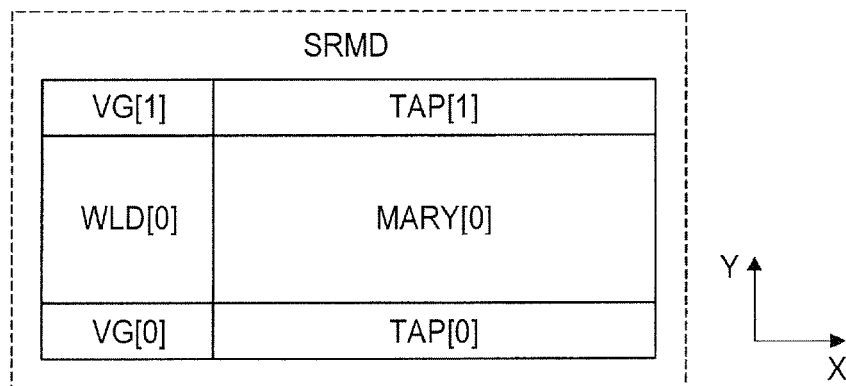 SRMD
VG[1] TAP[1]
WLD[0] MARY[0]
VG[0] TAP[0]
Y
X